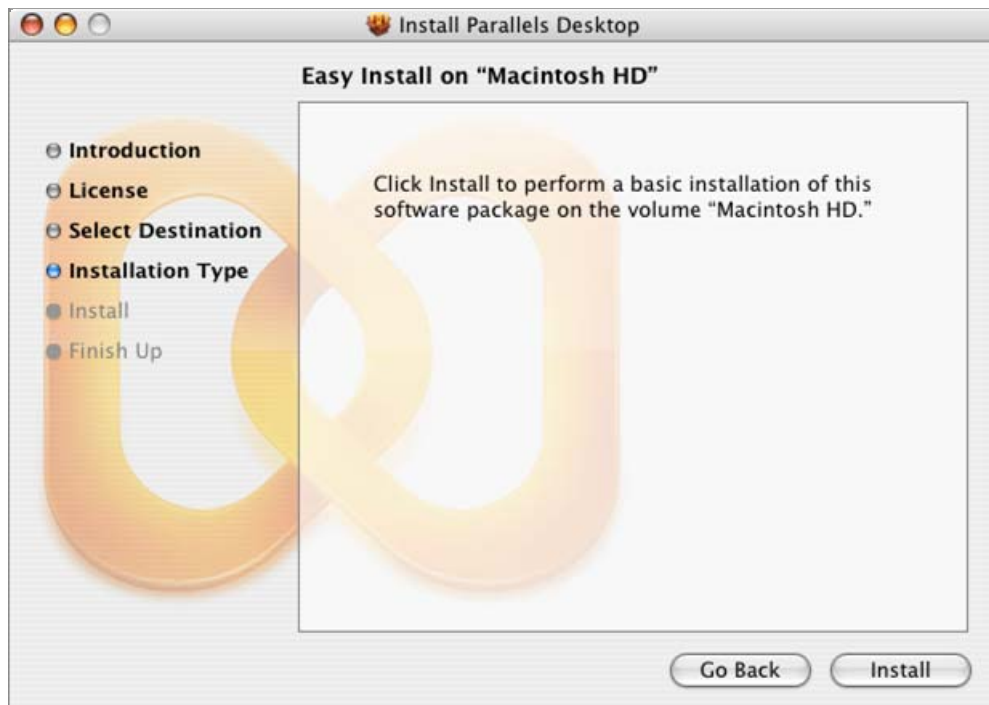 Install Parallels Desktop
Easy Install on “Macintosh HD”
Introduction
License
Select Destination
Installation Type
Install
Finish Up
Click Install to perform a basic installation of this
software package on the volume “Macintosh HD.”
Go Back
Install